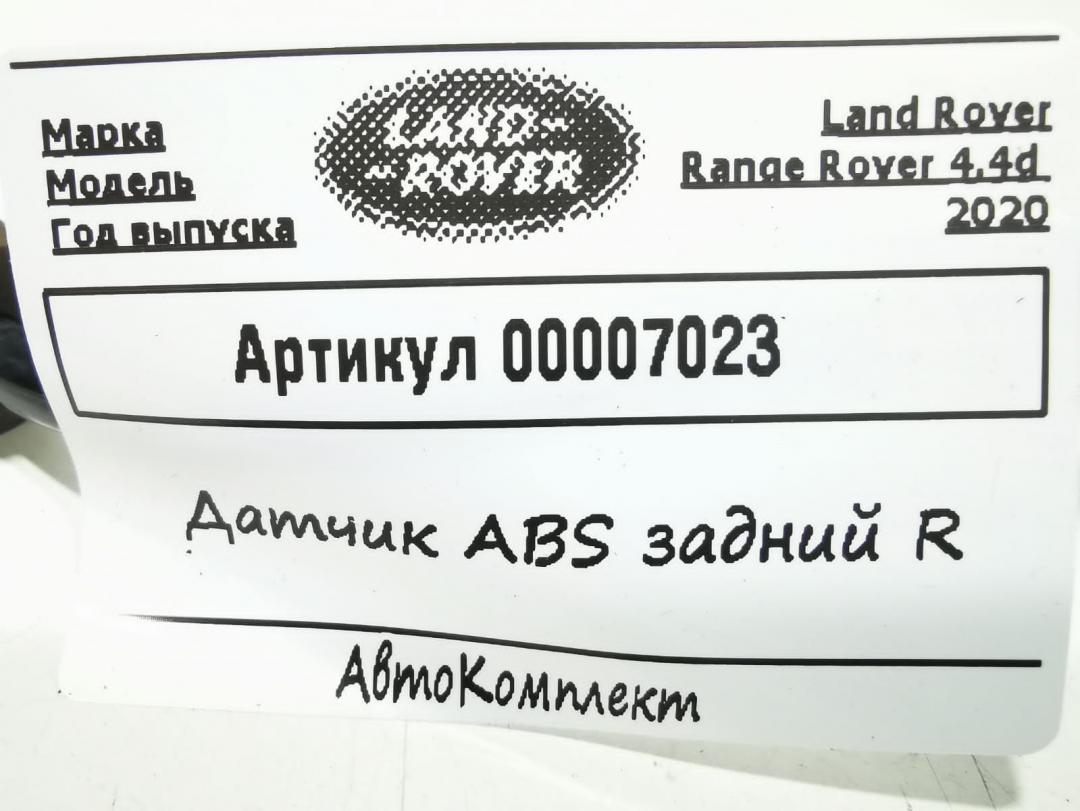 Марка
Модель
Год выпуска
LAND-
-ROVER
Land Rover
Range Rover 4.4d
2020
Артикул 00007023
Датчик ABS задний R
АвтоКомплект